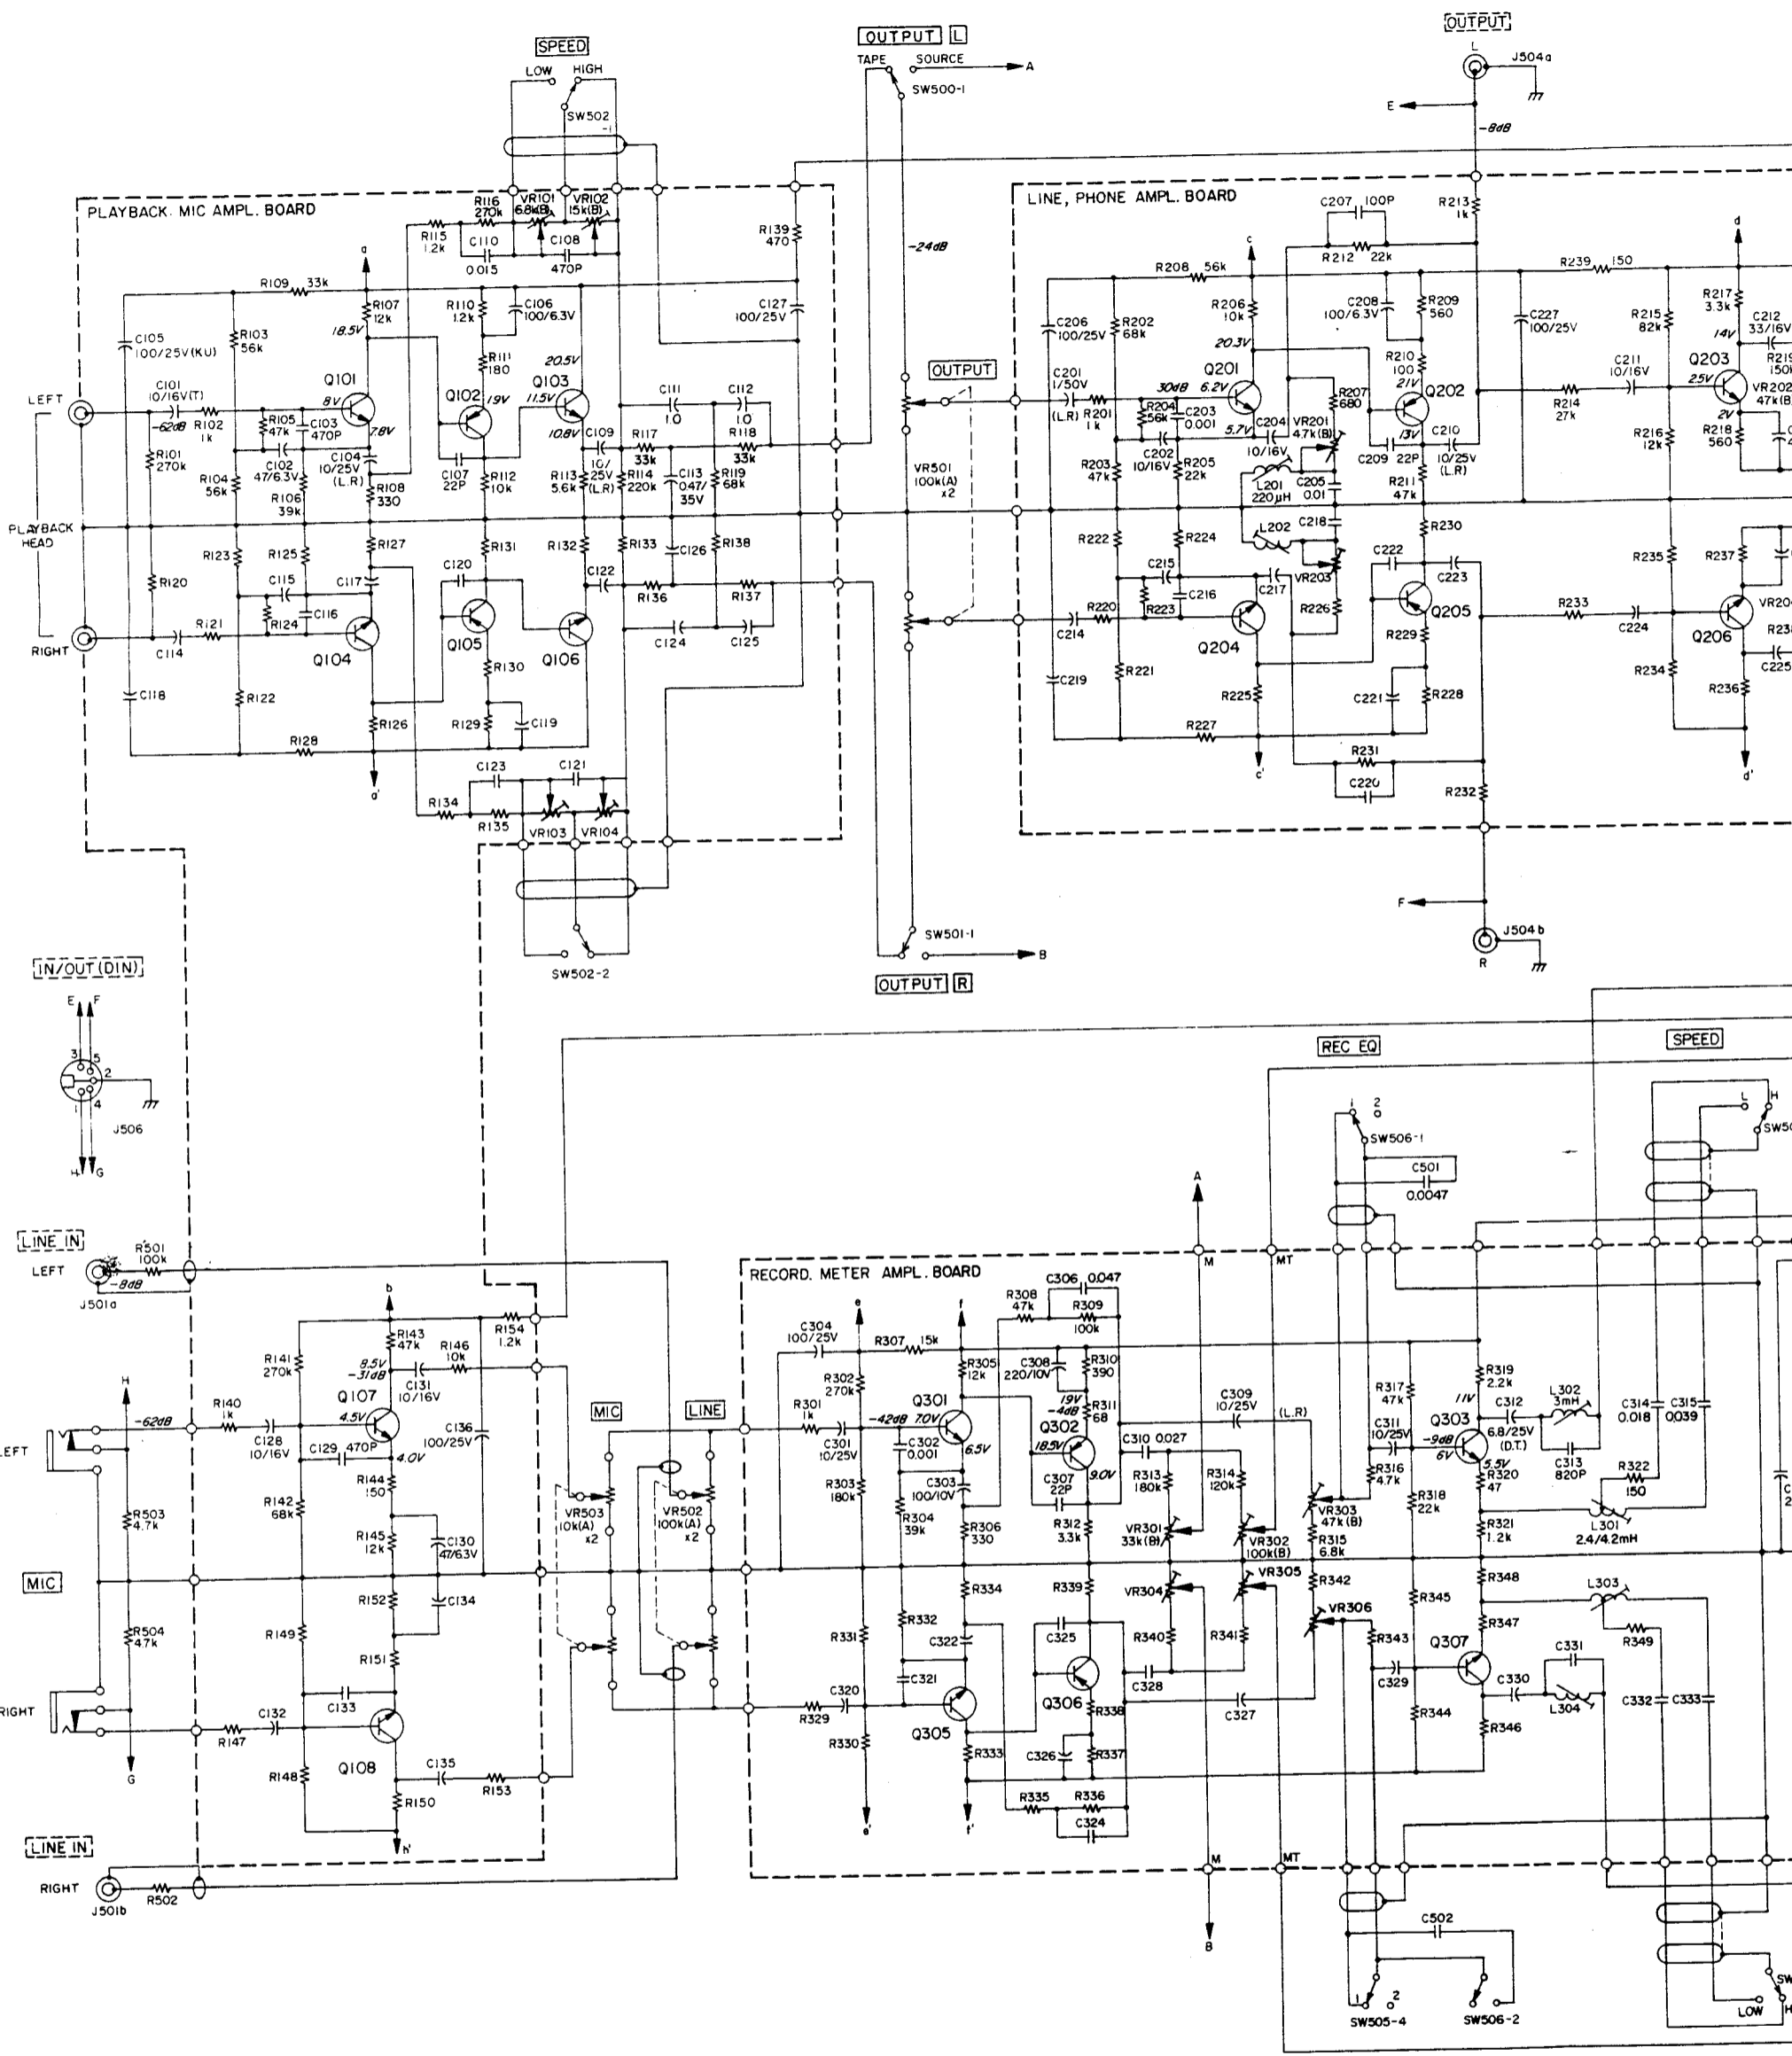 OUTPUT
L
J504a
E
-8dB
OUTPUT L
TAPE SOURCE
A
SW500-1
SPEED
LOW HIGH
SW502
-1
PLAYBACK. MIC AMPL. BOARD
R116
270k
VR101
6.8k(B)
VR102
15k(B)
R115
1.2k
C110
0.015
C108
470P
R139
470
a
R109 33k
R107
12k
R110
1.2k
C106
100/6.3V
C127
100/25V
18.5V
C105
100/25V(KU)
R103
56k
R111
180
20.5V
LEFT
C101
10/16V(T)
-62dB
R102
1k
R105
47k
C103
470P
Q101
8V
7.8V
Q102
19V
Q103
11.5V
10.8V
C111
1.0
C112
1.0
R101
270k
R104
56k
C102
47/6.3V
R106
39k
C104
10/25V
(L.R)
R108
330
C107
22P
R112
10k
C109
10/
25V
(L.R)
R113
5.6k
R117
33k
R114
220k
C113
0.47/
35V
R118
33k
R119
68k
PLAYBACK
HEAD
R123
R125
R127
R131
R132
R133
C126
R138
R120
C115
C117
C120
C122
R136
R137
R124
C116
R121
C114
RIGHT
Q104
Q105
Q106
C124
C125
R130
C118
R122
R126
R129
C119
R128
a'
C123
C121
R134
R135
VR103
VR104
SW502-2
-24dB
OUTPUT
VR501
100k(A)
x2
SW501-1
B
OUTPUT R
LINE, PHONE AMPL. BOARD
C207 100P
R213
1k
c
R212 22k
d
R208 56k
R239 150
C206
100/25V
R202
68k
R206
10k
C208
100/6.3V
R209
560
C227
100/25V
R215
82k
R217
3.3k
C212
33/16V
14V
20.3V
R210
100
21V
C201
1/50V
(L.R)
R201
1k
30dB
Q201
6.2V
R204
56k
C203
0.001
5.7V
C204
10/16V
R207
680
VR201
4.7k(B)
Q202
13V
C210
10/25V
(L.R)
C211
10/16V
Q203
2.5V
R219
150k
VR202
47k(B
2V
R214
27k
R216
12k
R218
560
R203
47k
C202
10/16V
R205
22k
L201
220µH
C205
0.01
C209 22P
R211
47k
R222
R224
L202
C218
R230
R235
R237
C215
C216
C217
VR203
C222
C223
R223
R220
C214
R226
Q205
R233
C224
Q206
VR204
R238
C225
Q204
R229
C219
R221
R225
C221
R228
R234
R236
R227
c'
R231
C220
R232
d'
F
J504b
R
IN/OUT(DIN)
E F
3 5
2
1 4
J506
H G
REC EQ
1 2
SW506-1
C501
0.0047
SPEED
L H
A
LINE IN
LEFT
R501
100k
-8dB
J501a
b
R154
1.2k
R143
47k
R146
10k
R141
270k
8.5V
-31dB
C131
10/16V
H
-62dB
R140
1k
Q107
4.5V
C136
100/25V
C128
10/16V
C129 470P
4.0V
R144
150
R142
68k
R145
12k
C130
47/63V
R503
4.7k
MIC
R152
C134
R504
4.7k
R149
R151
RIGHT
C132
C133
R147
Q108
R148
C135
R153
G
R150
h'
LINE IN
RIGHT
R502
J501b
MIC
LINE
VR503
10k(A)
x2
VR502
100k(A)
x2
RECORD. METER AMPL. BOARD
M
MT
C306 0.047
R308
47k
R309
100k
e
f
C304
100/25V
R307 15k
R305
12k
C308
220/10V
R310
390
R302
270k
R301
1k
-42dB
Q301
7.0V
19V
-4dB
R311
68
Q302
18.5V
9.0V
C309
10/25V
(L.R)
C301
10/25V
C302
0.001
6.5V
C303
100/10V
C307
22P
C310 0.027
R313
180k
R314
120k
R303
180k
R304
39k
R306
330
R312
3.3k
VR301
33k(B)
VR302
100k(B)
VR303
47k(B)
R315
6.8k
R317
47k
C311
10/25V
R316
4.7k
R318
22k
R319
2.2k
11V
C312
6.8/25V
(D.T.)
L302
3mH
C314
0.018
C315
0.039
Q303
-9dB
6V
5.5V
C313
820P
R320
47
R322
150
R321
1.2k
L301
2.4/4.2mH
R334
R339
VR304
VR305
R342
R345
R348
L303
R331
R332
C322
C325
R340
R341
VR306
R343
R347
C331
R349
C320
C321
C328
Q307
C329
C330
L304
C332
C333
R329
Q306
R338
C327
R330
Q305
R333
C326
R337
R344
R346
R335
R336
C324
e'
f'
M
MT
B
C502
1 2
SW505-4
SW506-2
LOW